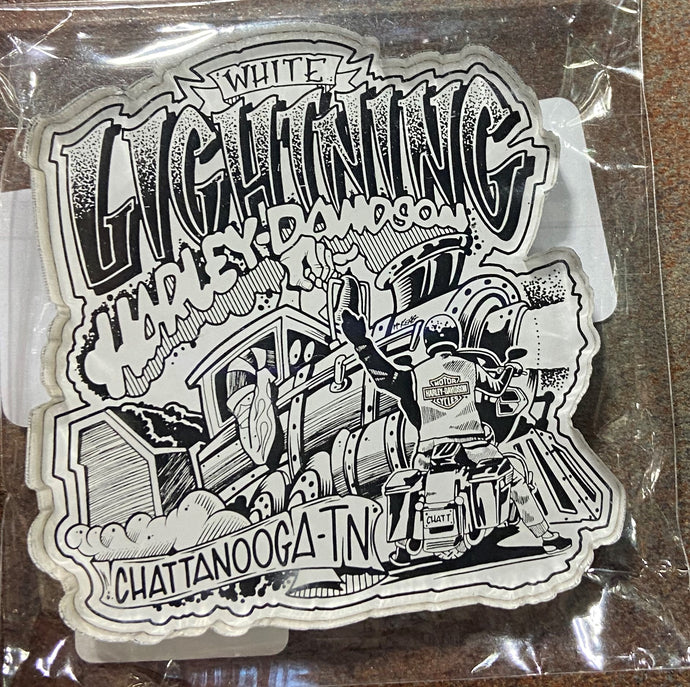 WHITE
LIGHTNING
HARLEY-DAVIDSON
MOTOR
HARLEY-DAVIDSON
CYCLES
CHATT
CHATTANOOGA-TN